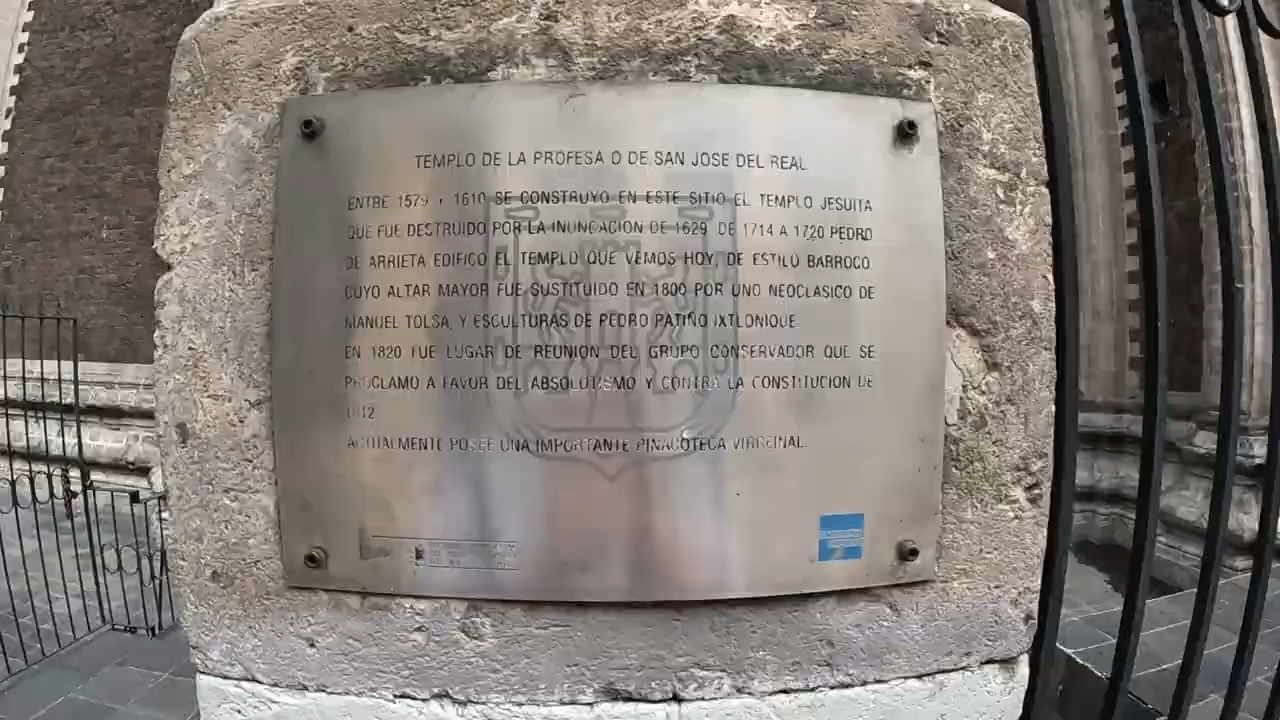 TEMPLO DE LA PROFESA O DE SAN JOSE DEL REAL
ENTRE 1579 Y 1610 SE CONSTRUYO EN ESTE SITIO EL TEMPLO JESUITA
QUE FUE DESTRUIDO POR LA INUNDACION DE 1629 DE 1714 A 1720 PEDRO
DE ARRIETA EDIFICO EL TEMPLO QUE VEMOS HOY, DE ESTILO BARROCO
CUYO ALTAR MAYOR FUE SUSTITUIDO EN 1800 POR UNO NEOCLASICO DE
MANUEL TOLSA, Y ESCULTURAS DE PEDRO PATIÑO IXTLONIQUE
EN 1820 FUE LUGAR DE REUNION DEL GRUPO CONSERVADOR QUE SE
PROCLAMO A FAVOR DEL ABSOLUTISMO Y CONTRA LA CONSTITUCION DE
1812
ACTUALMENTE POSEE UNA IMPORTANTE PINACOTECA VIRREINAL.